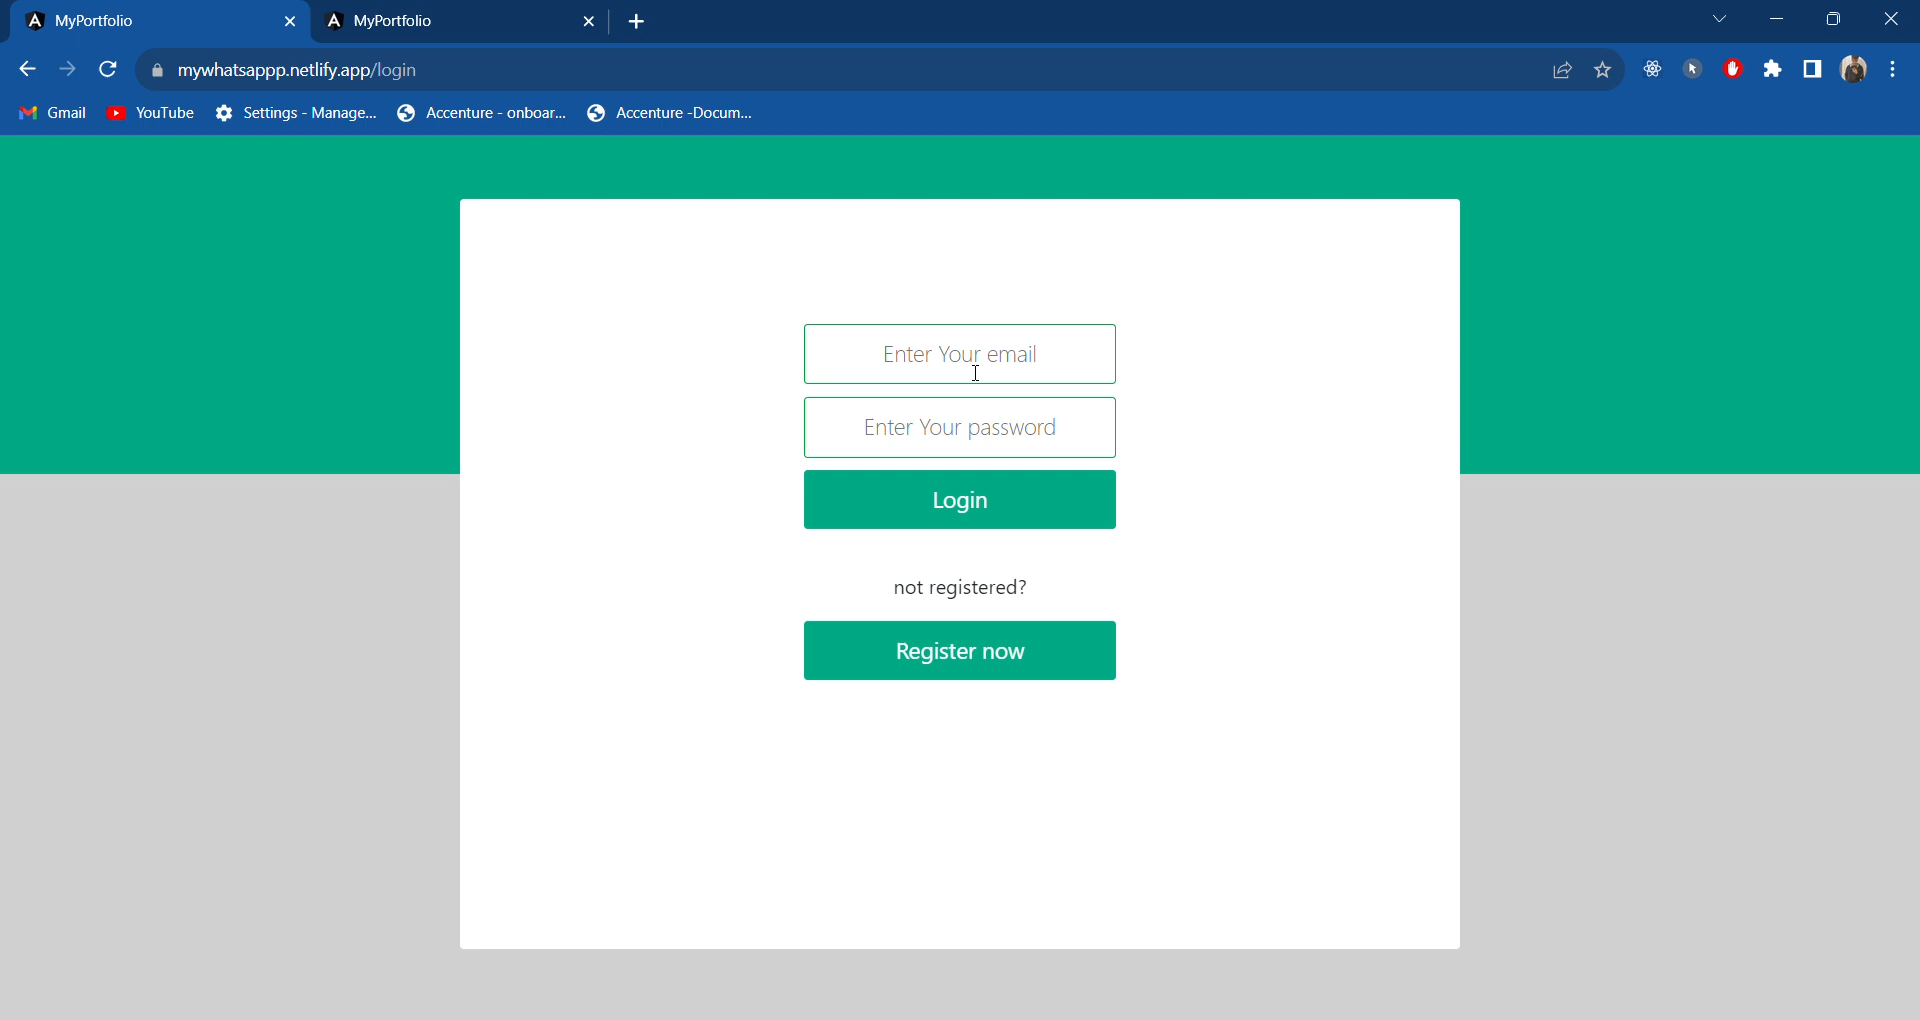 MyPortfolio
MyPortfolio
mywhatsappp.netlify.app/login
Gmail
YouTube
Settings - Manage...
Accenture - onboar...
Accenture -Docum...
Enter Your email
Enter Your password
Login
not registered?
Register now